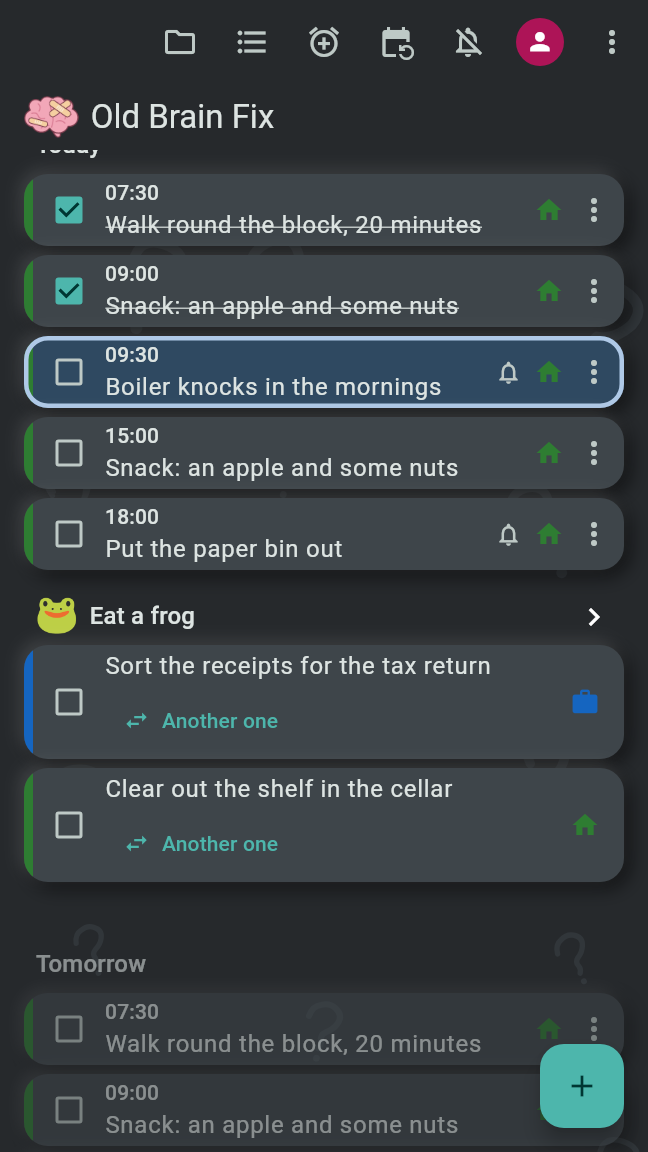 Old Brain Fix
Today
07:30
Walk round the block, 20 minutes
09:00
Snack: an apple and some nuts
09:30
Boiler knocks in the mornings
15:00
Snack: an apple and some nuts
18:00
Put the paper bin out
Eat a frog
Sort the receipts for the tax return
Another one
Clear out the shelf in the cellar
Another one
Tomorrow
07:30
Walk round the block, 20 minutes
09:00
Snack: an apple and some nuts